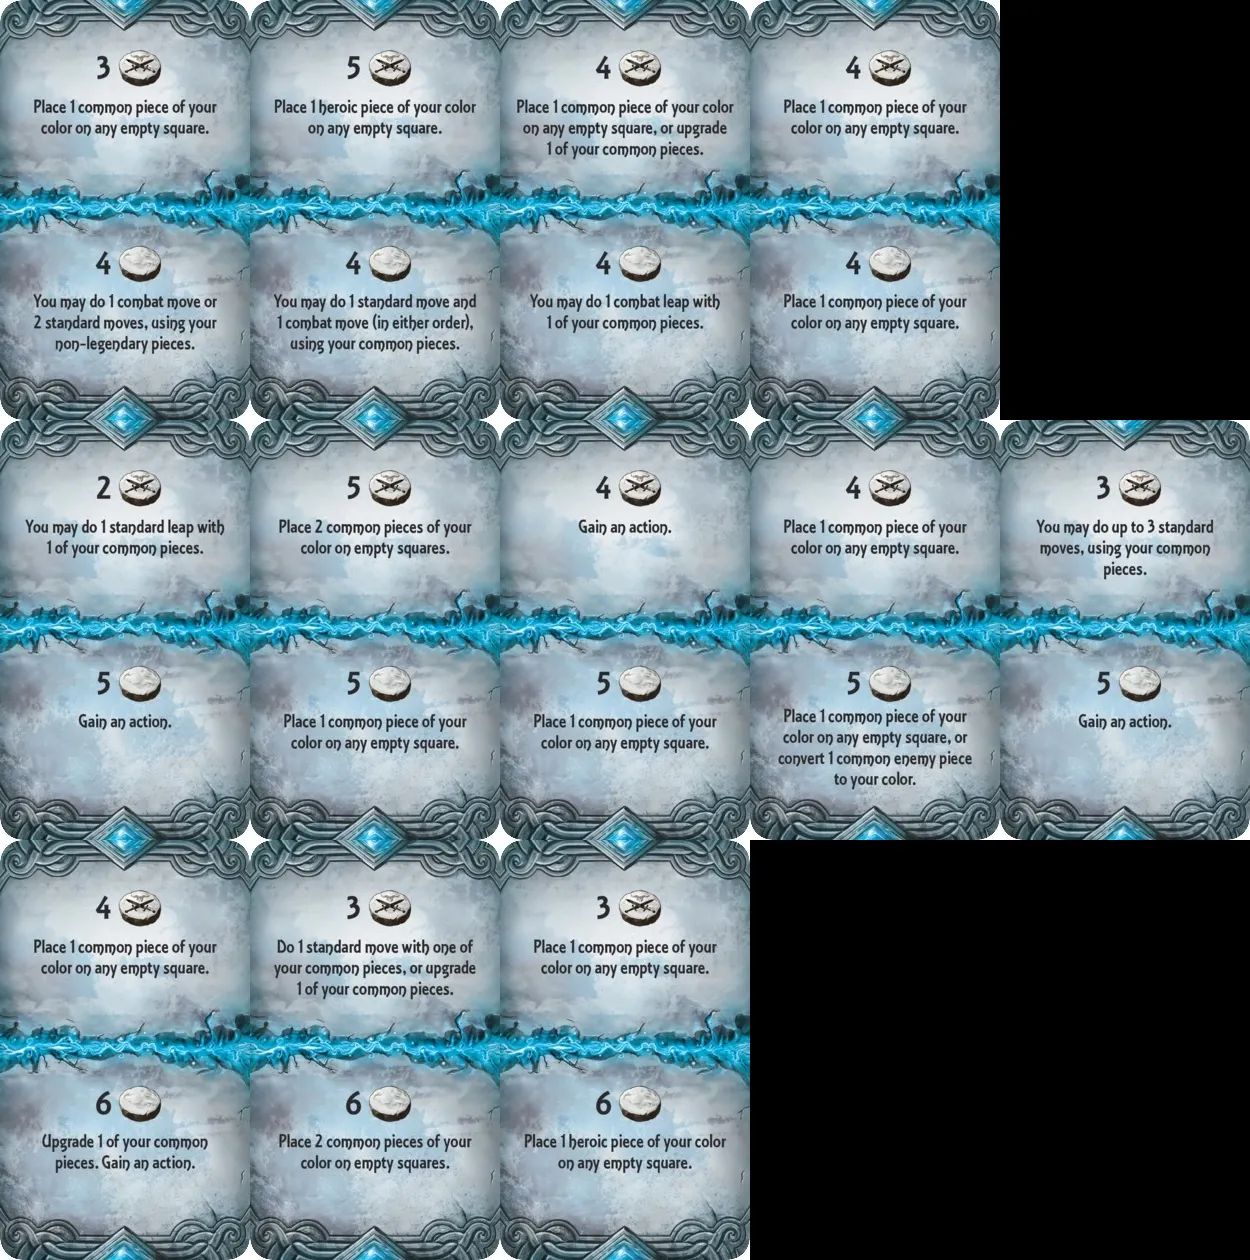 3
Place 1 common piece of your
color on any empty square.
4
You may do 1 combat move or
2 standard moves, using your
non-legendary pieces.
5
Place 1 heroic piece of your color
on any empty square.
4
You may do 1 standard move and
1 combat move (in either order),
using your common pieces.
4
Place 1 common piece of your color
on any empty square, or upgrade
1 of your common pieces.
4
You may do 1 combat leap with
1 of your common pieces.
4
Place 1 common piece of your
color on any empty square.
4
Place 1 common piece of your
color on any empty square.
2
You may do 1 standard leap with
1 of your common pieces.
5
Gain an action.
5
Place 2 common pieces of your
color on empty squares.
5
Place 1 common piece of your
color on any empty square.
4
Gain an action.
5
Place 1 common piece of your
color on any empty square.
4
Place 1 common piece of your
color on any empty square.
5
Place 1 common piece of your
color on any empty square, or
convert 1 common enemy piece
to your color.
3
You may do up to 3 standard
moves, using your common
pieces.
5
Gain an action.
4
Place 1 common piece of your
color on any empty square.
6
Upgrade 1 of your common
pieces. Gain an action.
3
Do 1 standard move with one of
your common pieces, or upgrade
1 of your common pieces.
6
Place 2 common pieces of your
color on empty squares.
3
Place 1 common piece of your
color on any empty square.
6
Place 1 heroic piece of your color
on any empty square.